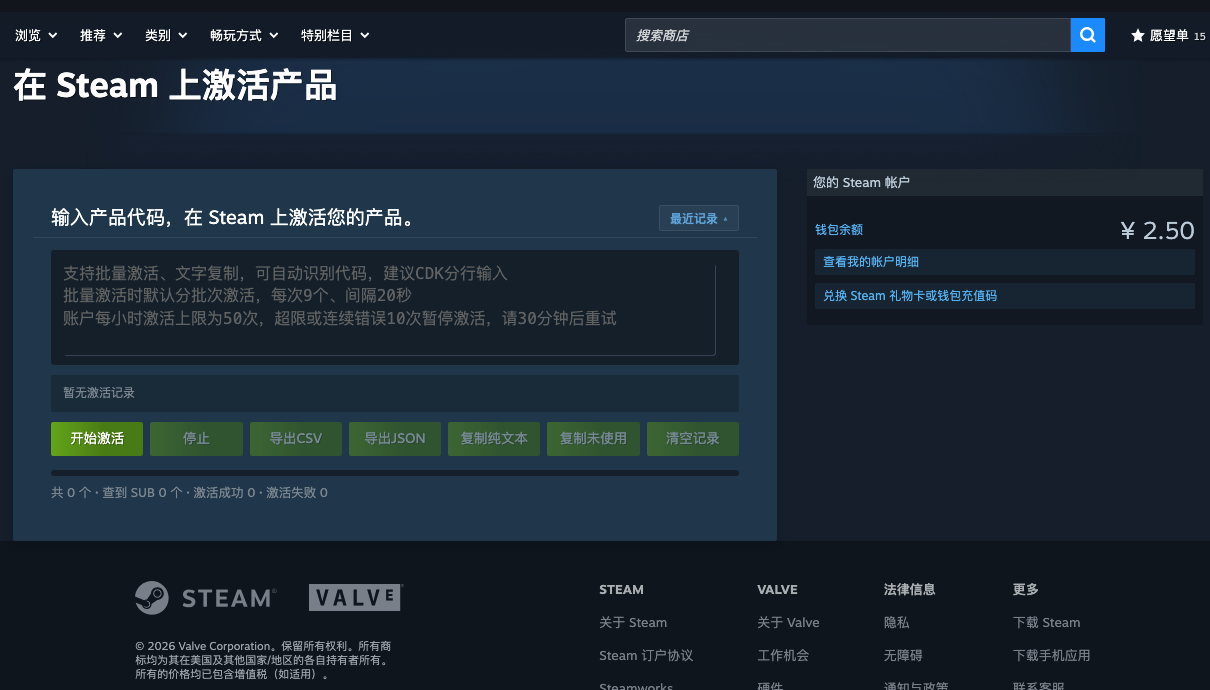 浏览 推荐 类别 畅玩方式 特别栏目 搜索商店 愿望单 15
在 Steam 上激活产品
输入产品代码，在 Steam 上激活您的产品。 最近记录
支持批量激活、文字复制，可自动识别代码，建议CDK分行输入
批量激活时默认分批次激活，每次9个、间隔20秒
账户每小时激活上限为50次，超限或连续错误10次暂停激活，请30分钟后重试
暂无激活记录
开始激活 停止 导出CSV 导出JSON 复制纯文本 复制未使用 清空记录
共 0 个 · 查到 SUB 0 个 · 激活成功 0 · 激活失败 0
您的 Steam 帐户
钱包余额 ¥ 2.50
查看我的帐户明细
兑换 Steam 礼物卡或钱包充值码
STEAM® VALVE
© 2026 Valve Corporation。保留所有权利。所有商
标均为其在美国及其他国家/地区的各自持有者所有。
所有的价格均已包含增值税（如适用）。
STEAM
关于 Steam
Steam 订户协议
Steamworks
VALVE
关于 Valve
工作机会
硬件
法律信息
隐私
无障碍
通知与政策
更多
下载 Steam
下载手机应用
联系客服